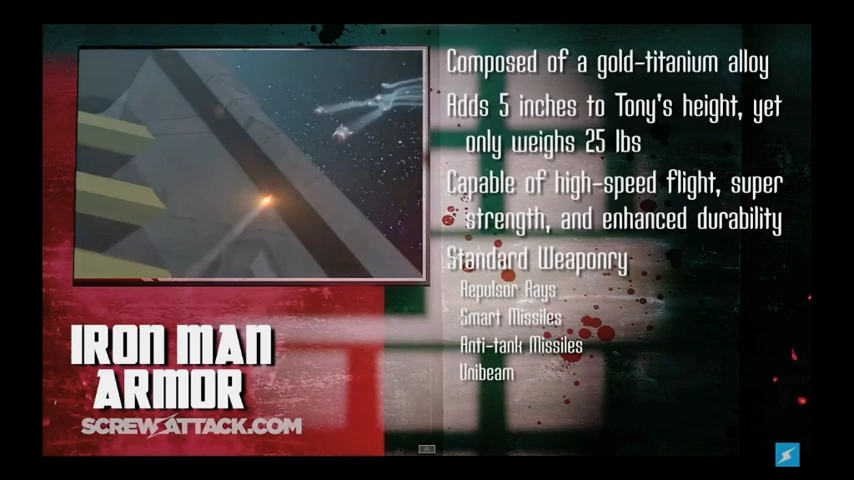 Composed of a gold-titanium alloy
Adds 5 inches to Tony's height, yet
only weighs 25 lbs
Capable of high-speed flight, super
strength, and enhanced durability
Standard Weaponry
Repulsor Rays
Smart Missiles
Anti-tank Missiles
Unibeam
IRON MAN
ARMOR
SCREWATTACK.COM